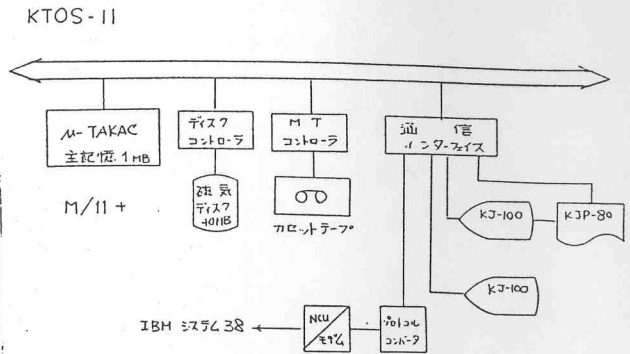 KTOS-11
μ-TAKAC
主記憶 1MB
M/11+
ディスク
コントローラ
磁気
ディスク
40MB
MT
コントローラ
カセットテープ
通信
インターフェイス
KJ-100
KJP-80
KJ-100
プロトコル
コンバータ
NCU
モデム
IBM システム38